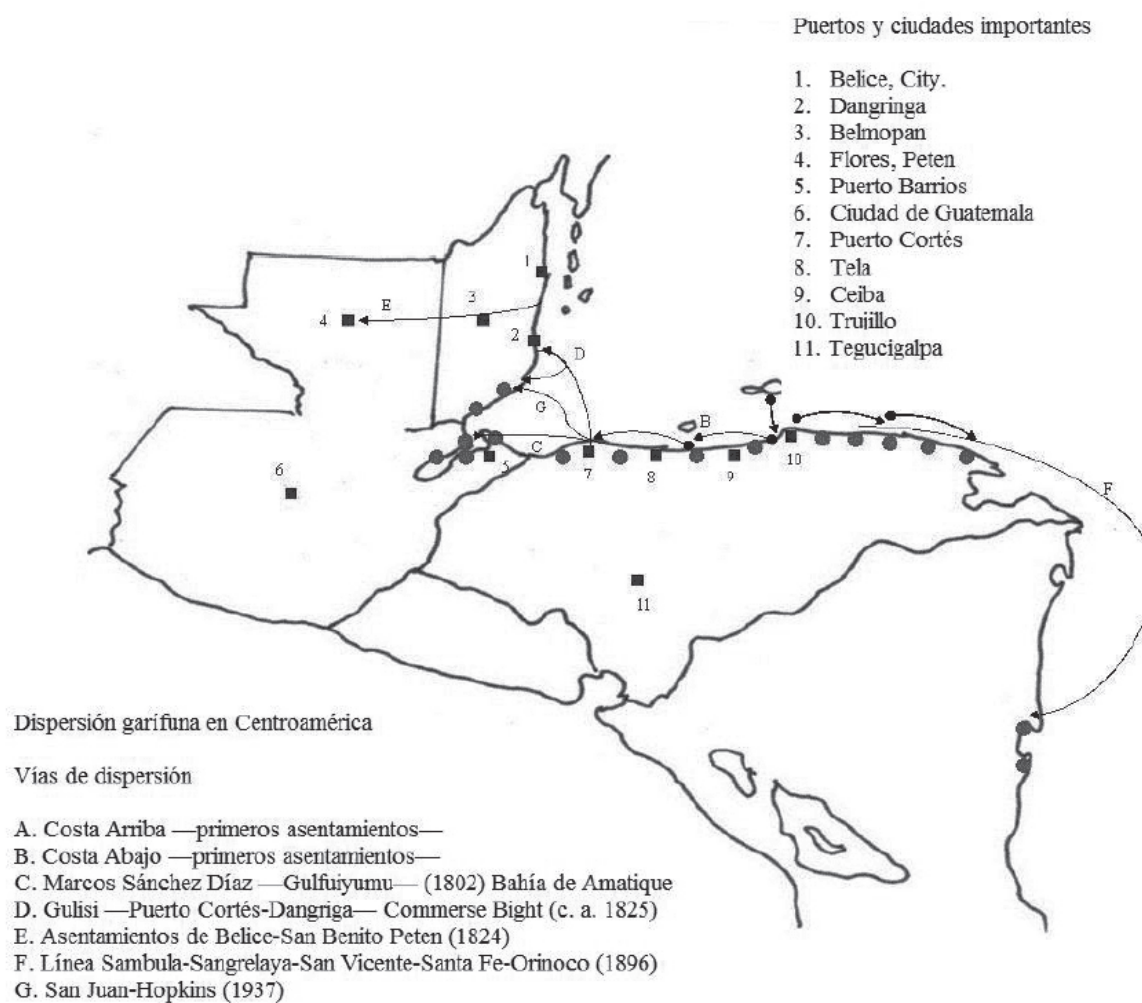 Puertos y ciudades importantes
1. Belice, City.
2. Dangringa
3. Belmopan
4. Flores, Peten
5. Puerto Barrios
6. Ciudad de Guatemala
7. Puerto Cortés
8. Tela
9. Ceiba
10. Trujillo
11. Tegucigalpa
1
E
3
4
2
D
G
B
C
5
7
8
9
10
6
F
11
Dispersión garífuna en Centroamérica
Vías de dispersión
A. Costa Arriba —primeros asentamientos—
B. Costa Abajo —primeros asentamientos—
C. Marcos Sánchez Díaz —Gulfuiyumu— (1802) Bahía de Amatique
D. Gulisi —Puerto Cortés-Dangriga— Commerse Bight (c. a. 1825)
E. Asentamientos de Belice-San Benito Peten (1824)
F. Línea Sambula-Sangrelaya-San Vicente-Santa Fe-Orinoco (1896)
G. San Juan-Hopkins (1937)